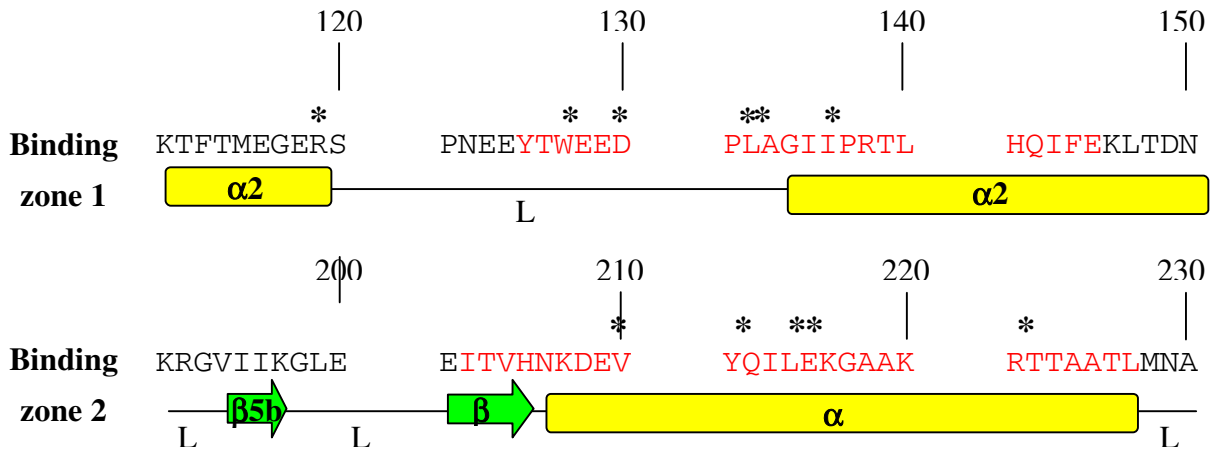 120 130 140 150
* * * ** *
Binding KTFTMEGERS PNEEYTWEED PLAGIIPRTL HQIFEKLTDN
zone 1 α2 α2
L
200 210 220 230
* * ** *
Binding KRGVIIKGLE EITVHNKDEV YQILEKGAAK RTTAATLMNA
zone 2 β5b β α
L L L